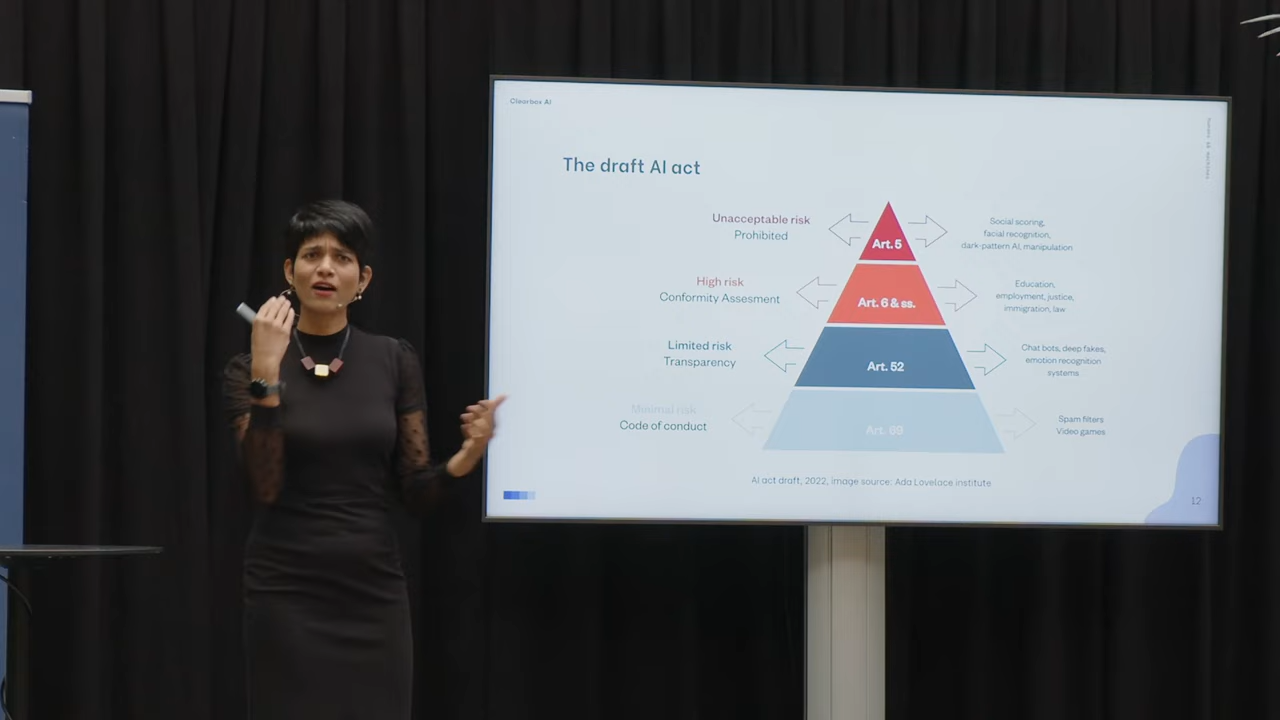 Clearbox AI
The draft AI act
Unacceptable risk
Prohibited
Art. 5
Social scoring,
facial recognition,
dark-pattern AI, manipulation
High risk
Conformity Assesment
Art. 6 & ss.
Education,
employment, justice,
immigration, law
Limited risk
Transparency
Art. 52
Chat bots, deep fakes,
emotion recognition
systems
Minimal risk
Code of conduct
Art. 69
Spam filters
Video games
AI act draft, 2022, image source: Ada Lovelace institute
12